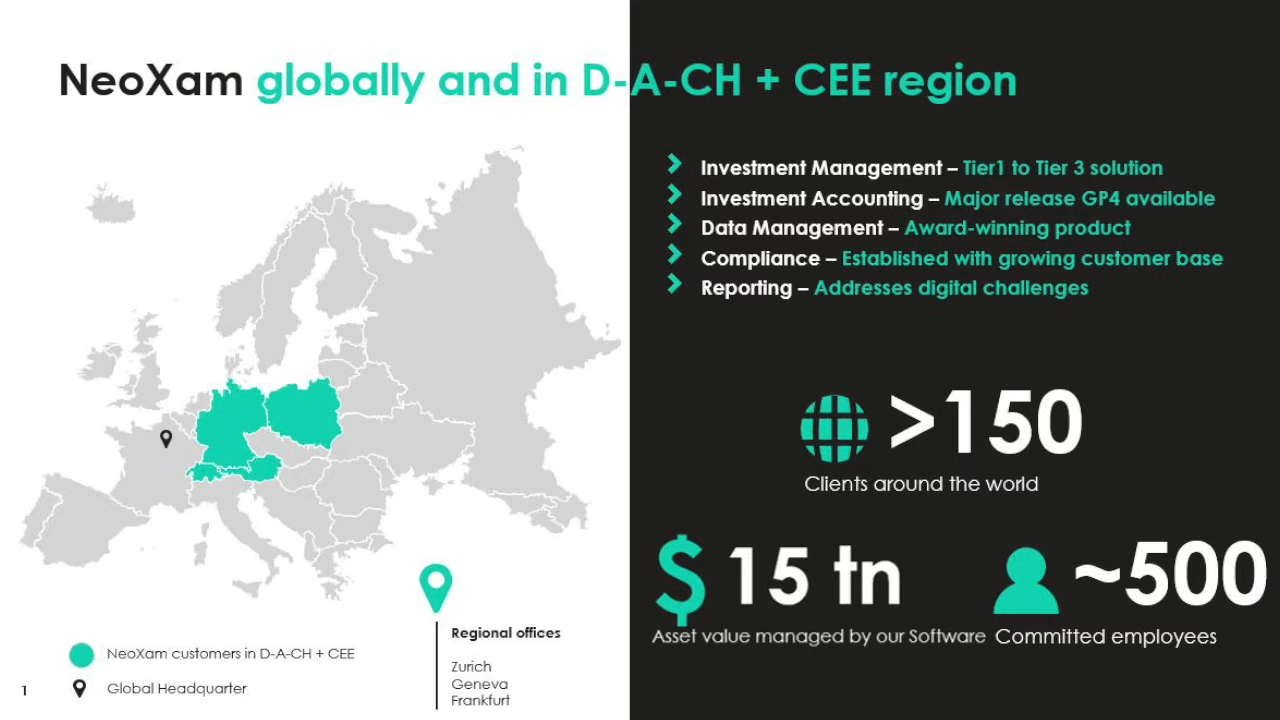 NeoXam globally and in D-A-CH + CEE region
Investment Management – Tier1 to Tier 3 solution
Investment Accounting – Major release GP4 available
Data Management – Award-winning product
Compliance – Established with growing customer base
Reporting – Addresses digital challenges
>150
Clients around the world
$ 15 tn
Asset value managed by our Software
~500
Committed employees
Regional offices
Zurich
Geneva
Frankfurt
NeoXam customers in D-A-CH + CEE
Global Headquarter
1